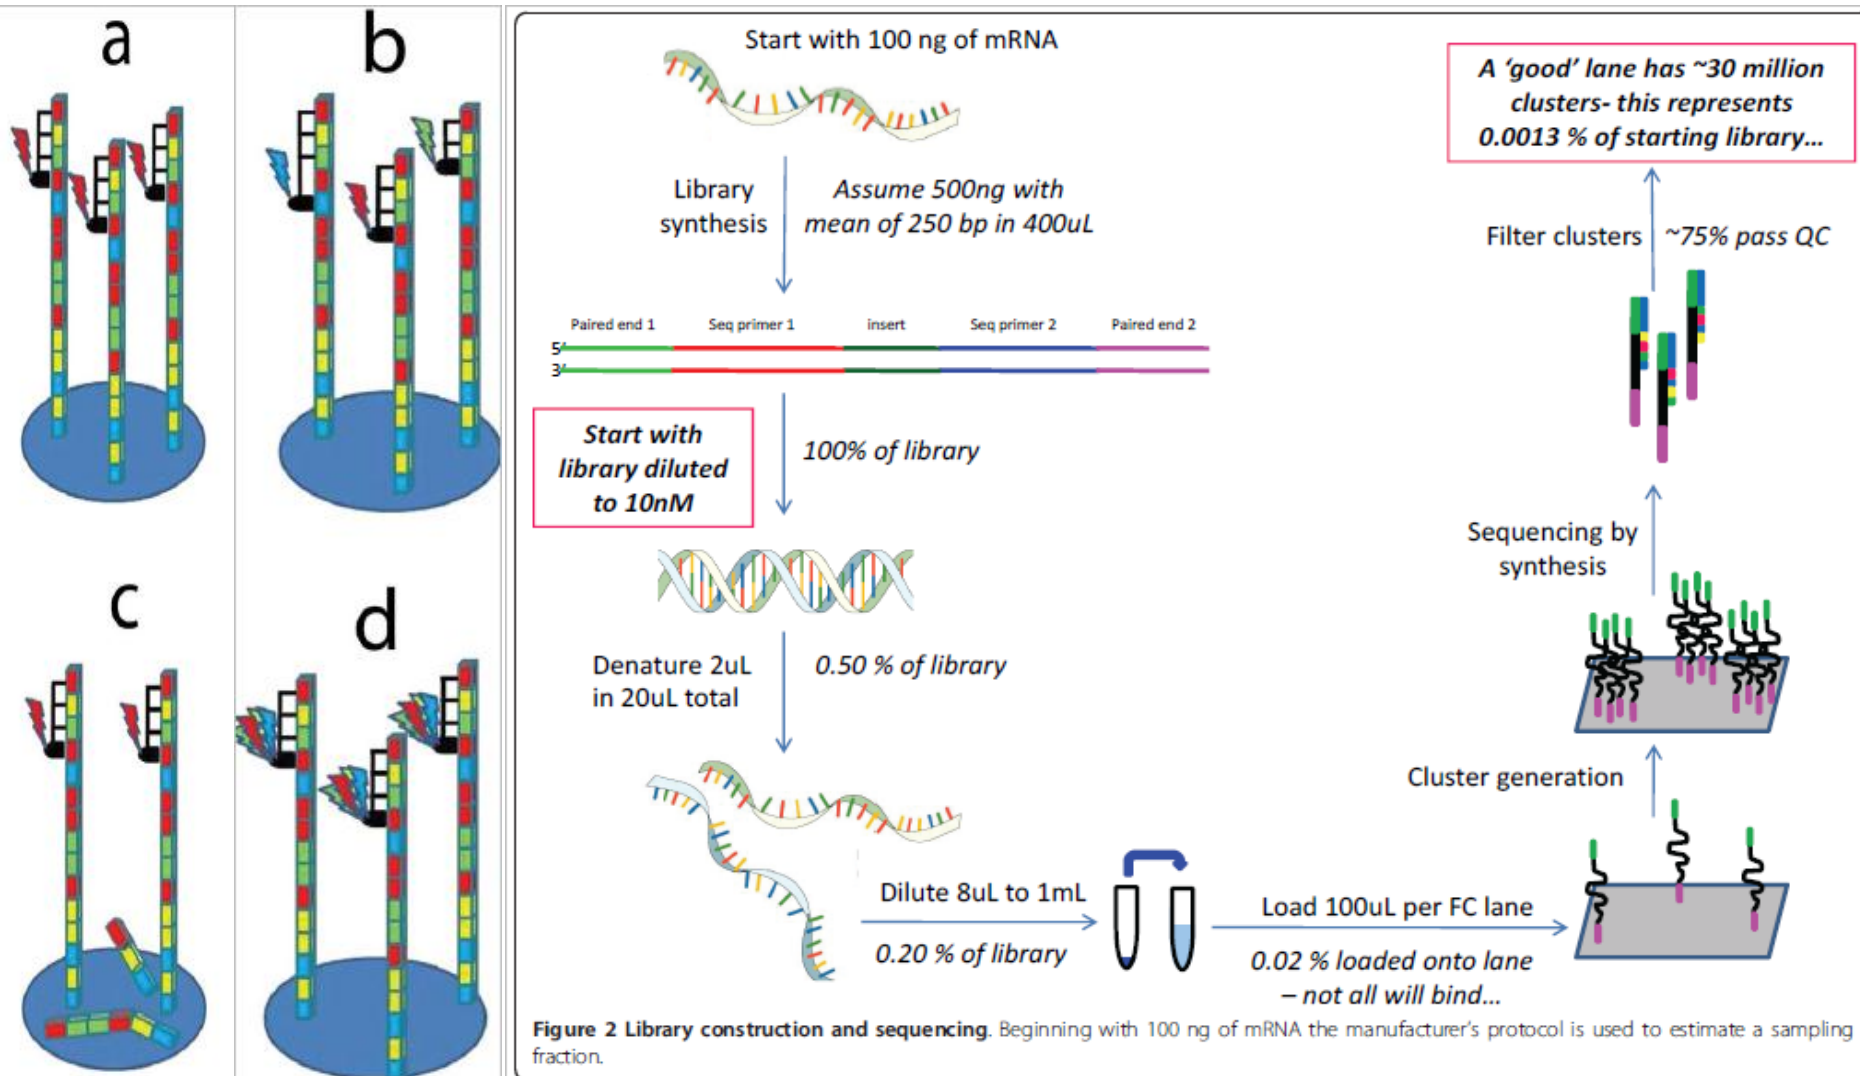 a
b
c
d
Start with 100 ng of mRNA
Library
synthesis
Assume 500ng with
mean of 250 bp in 400uL
Paired end 1
Seq primer 1
insert
Seq primer 2
Paired end 2
5'
3'
Start with
library diluted
to 10nM
100% of library
Denature 2uL
in 20uL total
0.50 % of library
Dilute 8uL to 1mL
0.20 % of library
Load 100uL per FC lane
0.02 % loaded onto lane
– not all will bind...
Cluster generation
Sequencing by
synthesis
Filter clusters
~75% pass QC
A ‘good’ lane has ~30 million
clusters- this represents
0.0013 % of starting library...
Figure 2 Library construction and sequencing. Beginning with 100 ng of mRNA the manufacturer's protocol is used to estimate a sampling
fraction.